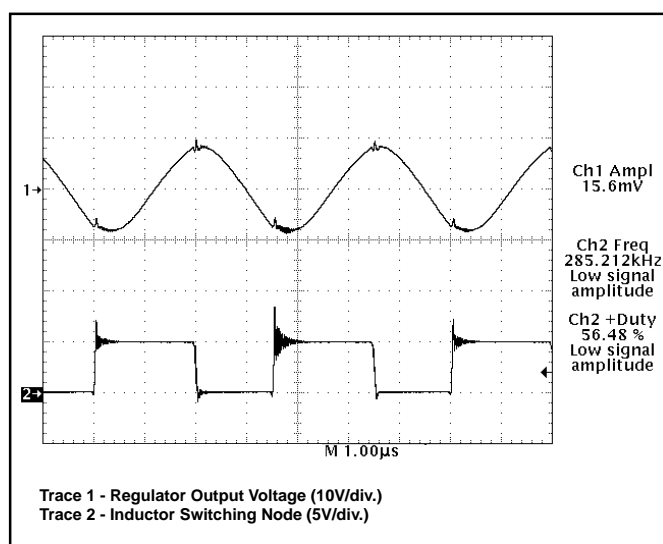 1→
Ch1 Ampl
15.6mV
Ch2 Freq
285.212kHz
Low signal
amplitude
Ch2 +Duty
56.48 %
Low signal
amplitude
2→
M 1.00µs
Trace 1 - Regulator Output Voltage (10V/div.)
Trace 2 - Inductor Switching Node (5V/div.)